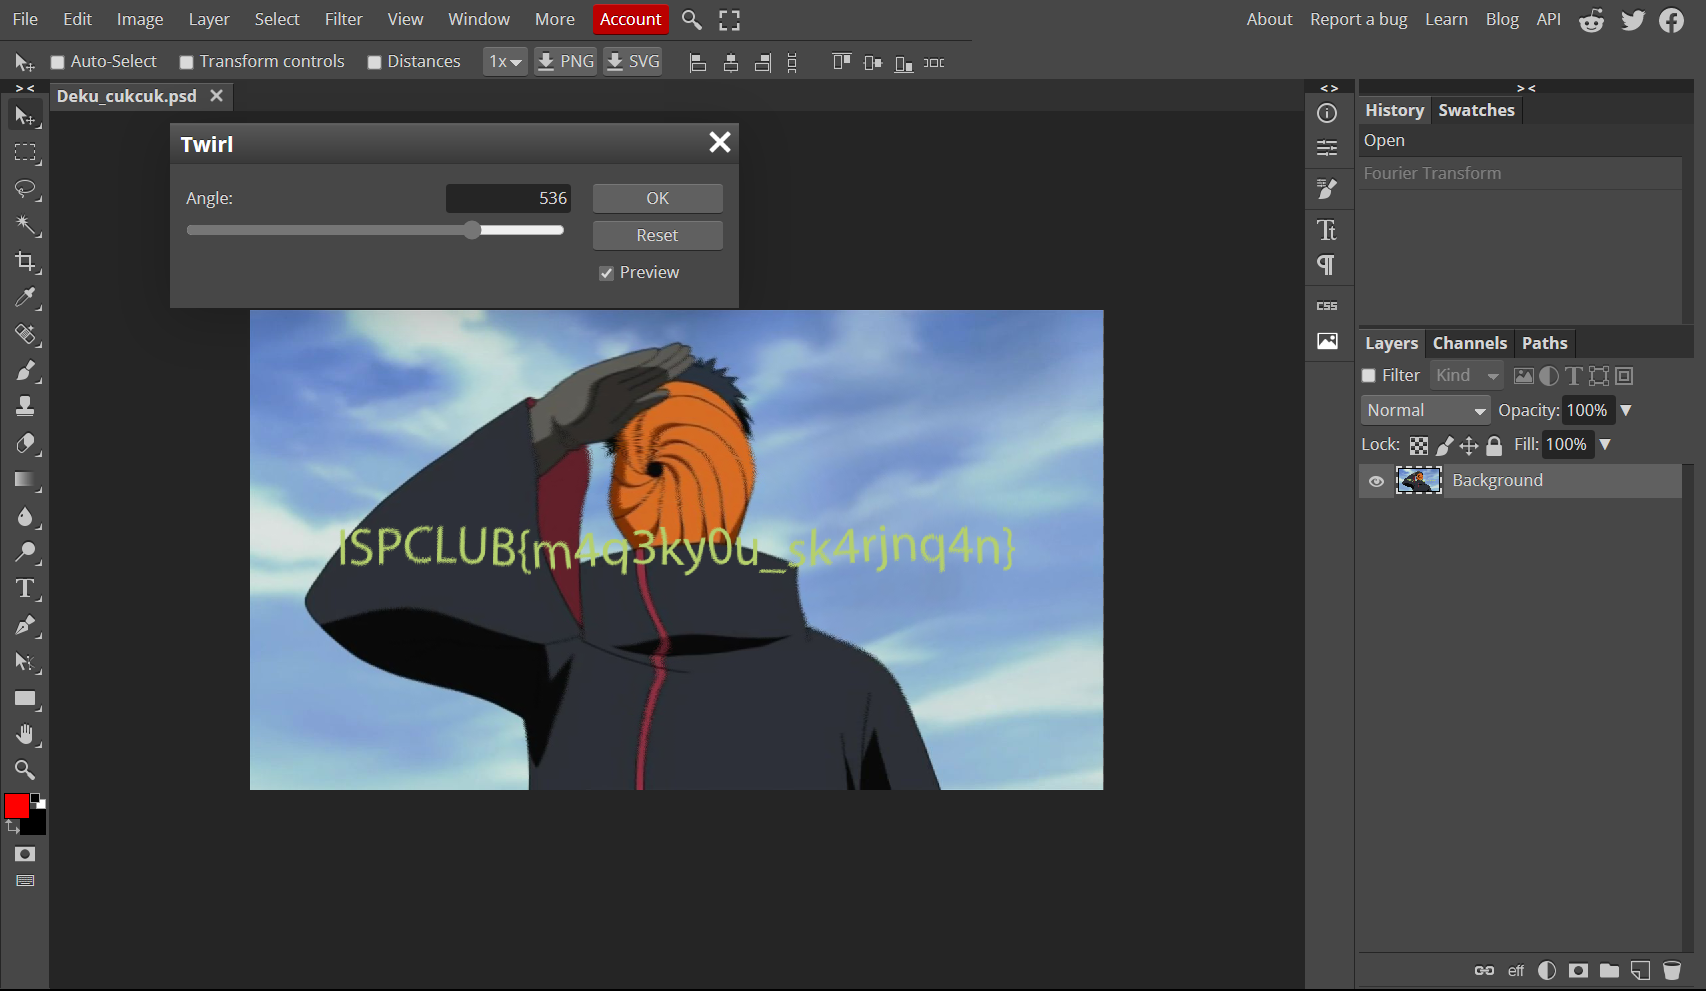 File Edit Image Layer Select Filter View Window More Account About Report a bug Learn Blog API
Auto-Select Transform controls Distances 1x PNG SVG
> < < > > <
Deku_cukcuk.psd
History Swatches
Open
Fourier Transform
Twirl
Angle: 536 OK
Reset
Preview
CSS
Layers Channels Paths
Filter Kind
Normal Opacity: 100%
Lock: Fill: 100%
Background
ISPCLUB{m4q3ky0u_sk4rjnq4n}
eff